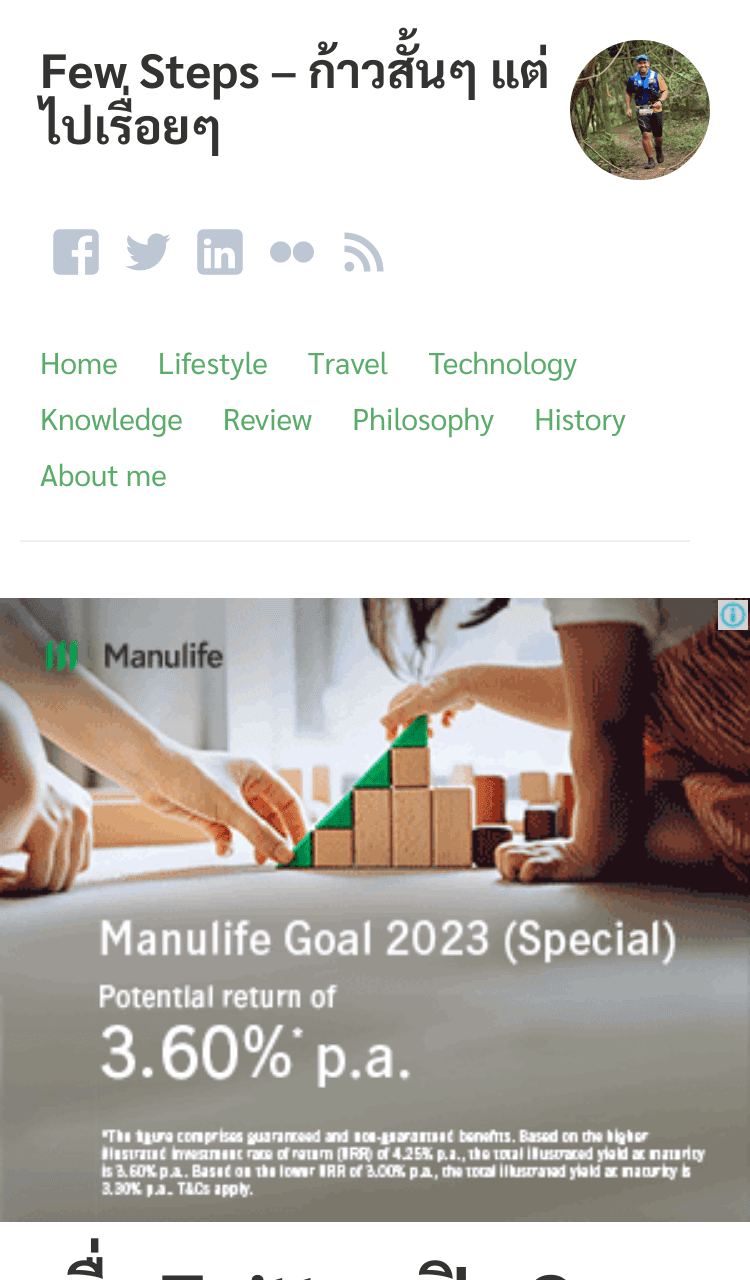 Few Steps – ก้าวสั้นๆ แต่
ไปเรื่อยๆ
Home Lifestyle Travel Technology
Knowledge Review Philosophy History
About me
Manulife
Manulife Goal 2023 (Special)
Potential return of
3.60%* p.a.
*The figure comprises guaranteed and non-guaranteed benefits. Based on the higher
illustrated investment rate of return (IIRR) of 4.25% p.a., the total illustrated yield at maturity
is 3.60% p.a.. Based on the lower IIRR of 3.00% p.a., the total illustrated yield at maturity is
3.30% p.a.. T&Cs apply.